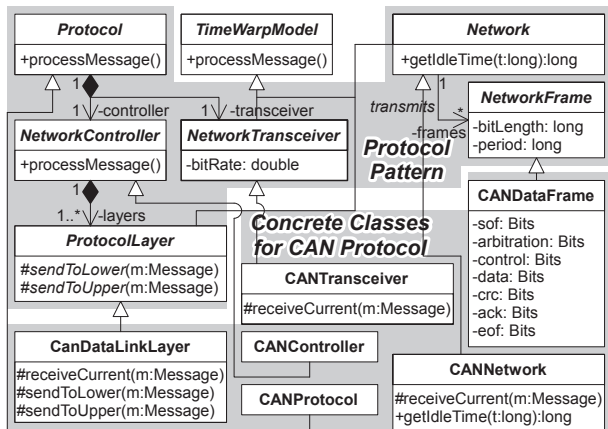 Protocol
+processMessage()
TimeWarpModel
+processMessage()
Network
+getIdleTime(t:long):long
1
1
-controller
1
-transceiver
transmits
1
*
-frames
NetworkController
+processMessage()
NetworkTransceiver
-bitRate: double
NetworkFrame
-bitLength: long
-period: long
Protocol
Pattern
1
1..*
-layers
ProtocolLayer
#sendToLower(m:Message)
#sendToUpper(m:Message)
Concrete Classes
for CAN Protocol
CANDataFrame
-sof: Bits
-arbitration: Bits
-control: Bits
-data: Bits
-crc: Bits
-ack: Bits
-eof: Bits
CANTransceiver
#receiveCurrent(m:Message)
CanDataLinkLayer
#receiveCurrent(m:Message)
#sendToLower(m:Message)
#sendToUpper(m:Message)
CANController
CANProtocol
CANNetwork
#receiveCurrent(m:Message)
+getIdleTime(t:long):long